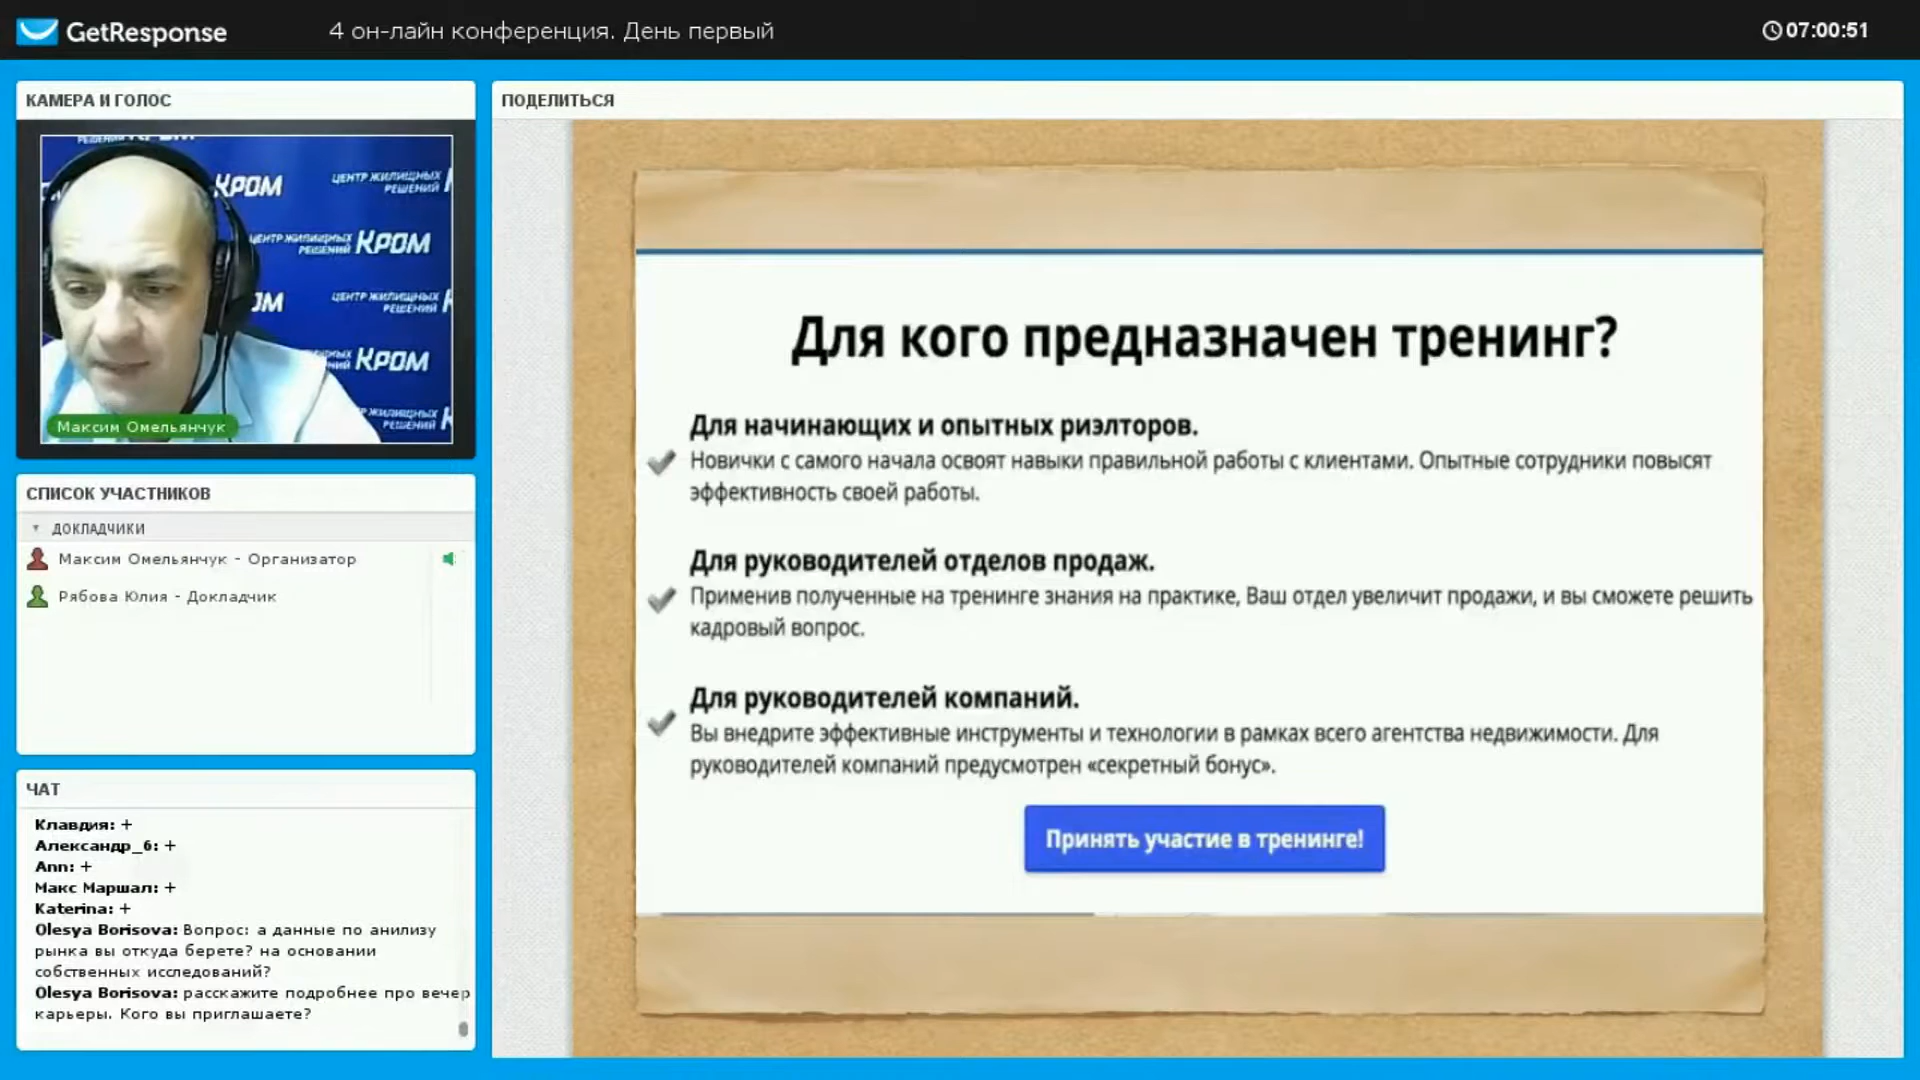 GetResponse
4 он-лайн конференция. День первый
07:00:51
КАМЕРА И ГОЛОС
КРОМ
ЦЕНТР ЖИЛИЩНЫХ
РЕШЕНИЙ
ЦЕНТР ЖИЛИЩНЫХ
РЕШЕНИЙ КРОМ
ЦЕНТР ЖИЛИЩНЫХ
РЕШЕНИЙ
КРОМ
Максим Омельянчук
СПИСОК УЧАСТНИКОВ
ДОКЛАДЧИКИ
Максим Омельянчук - Организатор
Рябова Юлия - Докладчик
ЧАТ
Клавдия: +
Александр_6: +
Ann: +
Макс Маршал: +
Katerina: +
Olesya Borisova: Вопрос: а данные по анилизу
рынка вы откуда берете? на основании
собственных исследований?
Olesya Borisova: расскажите подробнее про вечер
карьеры. Кого вы приглашаете?
ПОДЕЛИТЬСЯ
Для кого предназначен тренинг?
Для начинающих и опытных риэлторов.
Новички с самого начала освоят навыки правильной работы с клиентами. Опытные сотрудники повысят
эффективность своей работы.
Для руководителей отделов продаж.
Применив полученные на тренинге знания на практике, Ваш отдел увеличит продажи, и вы сможете решить
кадровый вопрос.
Для руководителей компаний.
Вы внедрите эффективные инструменты и технологии в рамках всего агентства недвижимости. Для
руководителей компаний предусмотрен «секретный бонус».
Принять участие в тренинге!